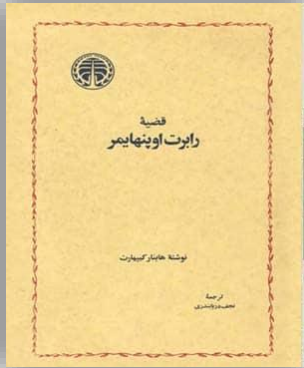 قضیهٔ
رابرت اوپنهایمر
نوشتهٔ هاینار کیپهارت
ترجمهٔ
نجف دریابندری